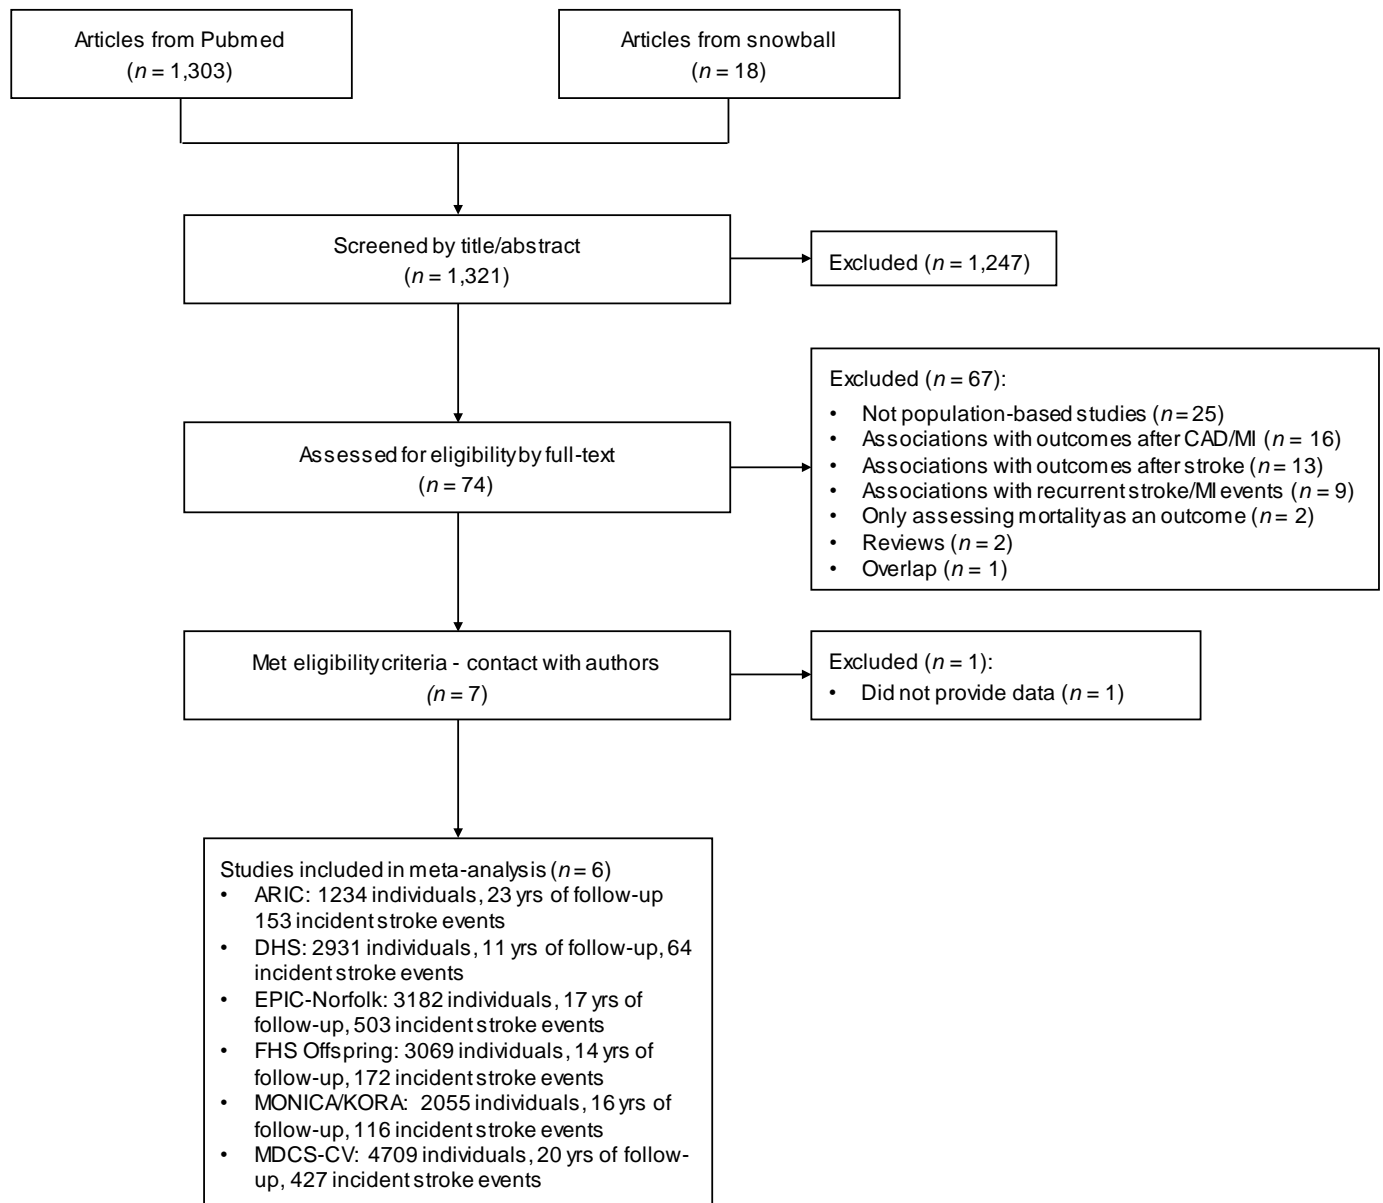 Articles from Pubmed
(n = 1,303)
Articles from snowball
(n = 18)
Screened by title/abstract
(n = 1,321)
Excluded (n = 1,247)
Assessed for eligibility by full-text
(n = 74)
Excluded (n = 67):
• Not population-based studies (n = 25)
• Associations with outcomes after CAD/MI (n = 16)
• Associations with outcomes after stroke (n = 13)
• Associations with recurrent stroke/MI events (n = 9)
• Only assessing mortality as an outcome (n = 2)
• Reviews (n = 2)
• Overlap (n = 1)
Met eligibility criteria - contact with authors
(n = 7)
Excluded (n = 1):
• Did not provide data (n = 1)
Studies included in meta-analysis (n = 6)
• ARIC: 1234 individuals, 23 yrs of follow-up
153 incident stroke events
• DHS: 2931 individuals, 11 yrs of follow-up, 64
incident stroke events
• EPIC-Norfolk: 3182 individuals, 17 yrs of
follow-up, 503 incident stroke events
• FHS Offspring: 3069 individuals, 14 yrs of
follow-up, 172 incident stroke events
• MONICA/KORA: 2055 individuals, 16 yrs of
follow-up, 116 incident stroke events
• MDCS-CV: 4709 individuals, 20 yrs of follow-
up, 427 incident stroke events